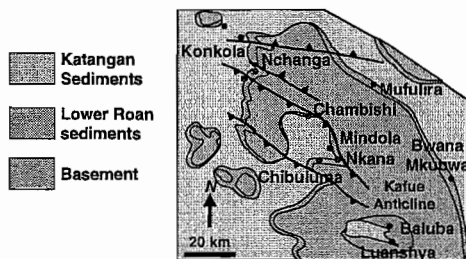 Katangan
Sediments
Lower Roan
sediments
Basement
Konkola
Nchanga
Mufulira
Chambishi
Mindola
Bwana
Mkubwa
Nkana
Chibuluma
Kafue
Anticline
N
Baluba
Luanshya
20 km